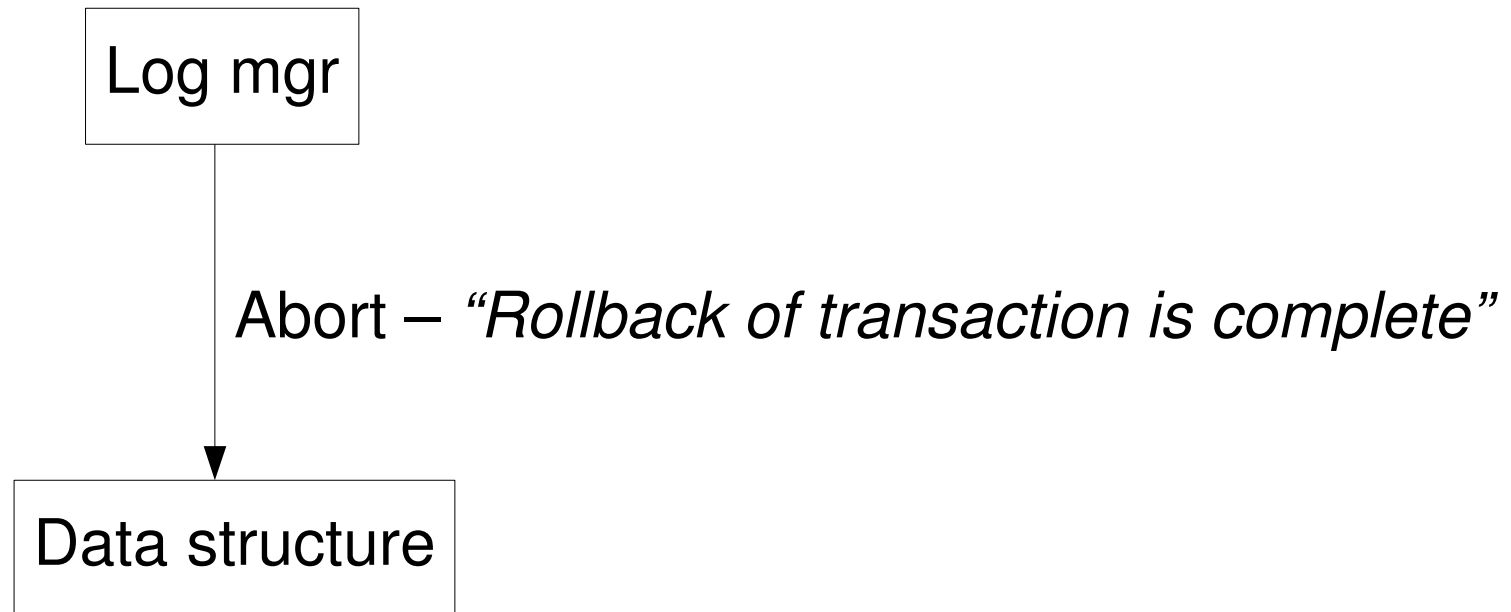 Log mgr
Abort – “Rollback of transaction is complete”
Data structure